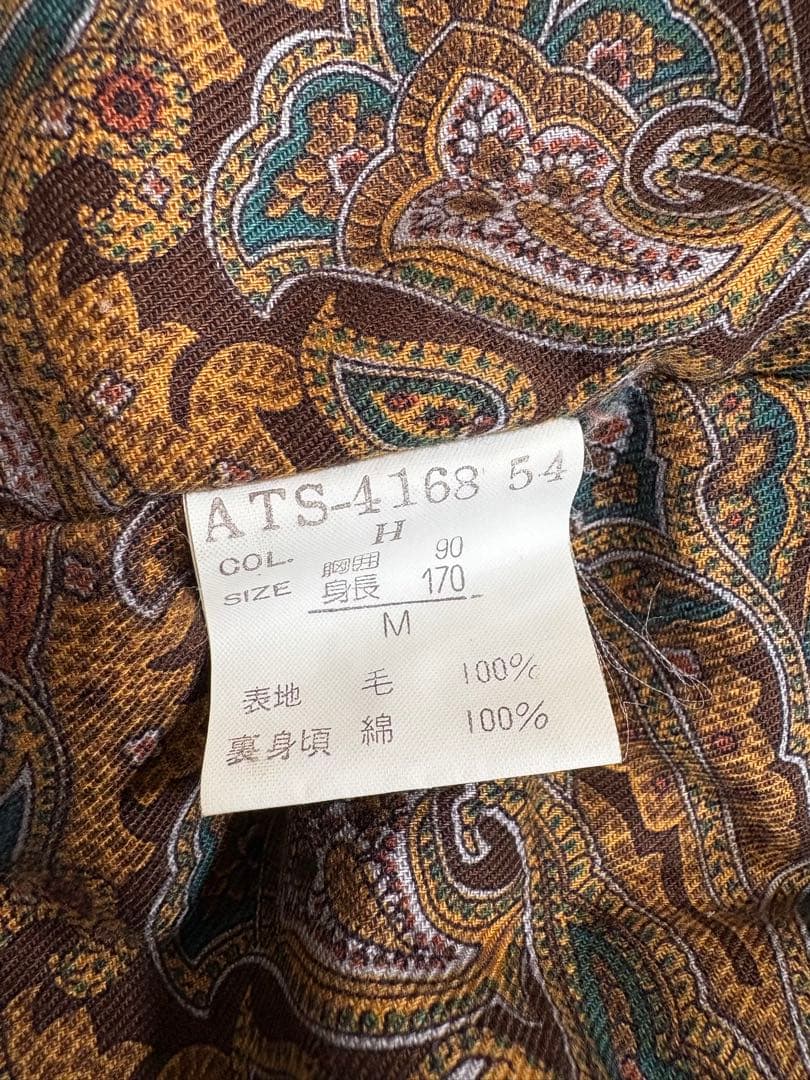 ATS-4168 54
H
COL.
胸囲 90
SIZE 身長 170
M
表地 毛 100%
裏身頃 綿 100%